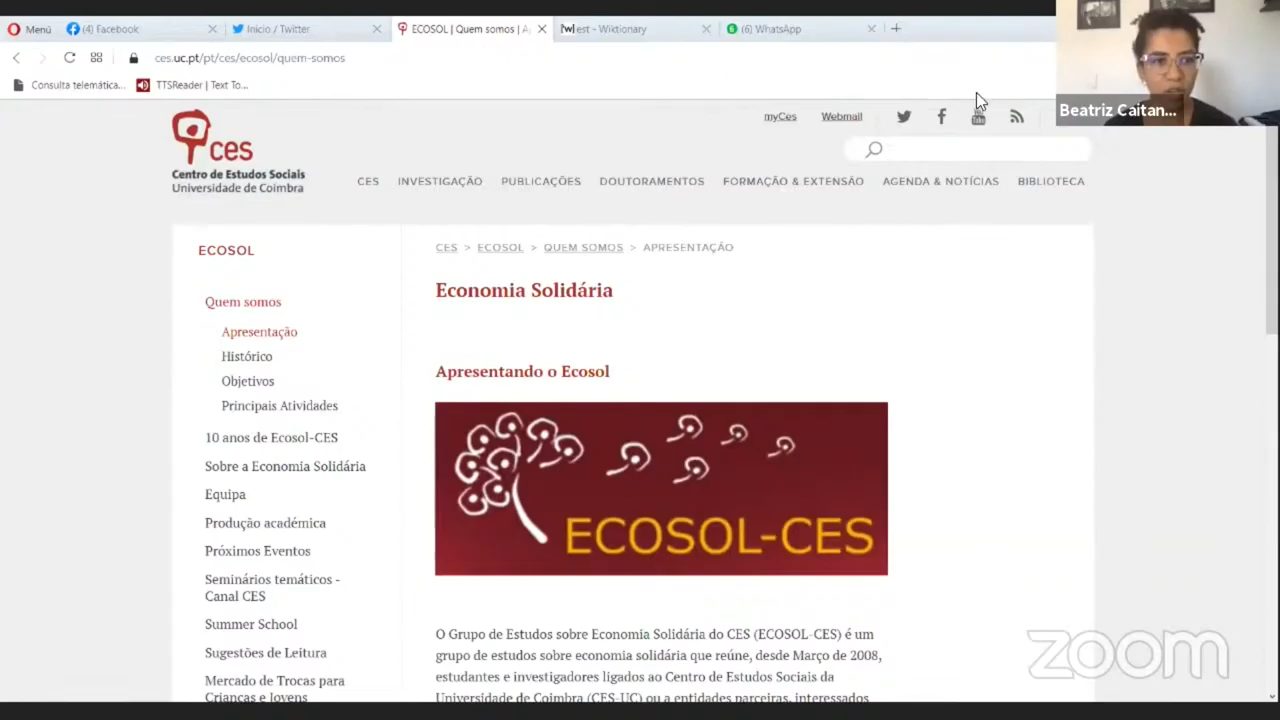 Menú
(4) Facebook
Início / Twitter
ECOSOL | Quem somos | A
est - Wiktionary
(6) WhatsApp
ces.uc.pt/pt/ces/ecosol/quem-somos
Consulta telemática...
TTSReader | Text To...
Beatriz Caitan...
ces
Centro de Estudos Sociais
Universidade de Coimbra
myCes
Webmail
CES
INVESTIGAÇÃO
PUBLICAÇÕES
DOUTORAMENTOS
FORMAÇÃO & EXTENSÃO
AGENDA & NOTÍCIAS
BIBLIOTECA
ECOSOL
Quem somos
Apresentação
Histórico
Objetivos
Principais Atividades
10 anos de Ecosol-CES
Sobre a Economia Solidária
Equipa
Produção académica
Próximos Eventos
Seminários temáticos -
Canal CES
Summer School
Sugestões de Leitura
Mercado de Trocas para
Crianças e Jovens
CES > ECOSOL > QUEM SOMOS > APRESENTAÇÃO
Economia Solidária
Apresentando o Ecosol
ECOSOL-CES
O Grupo de Estudos sobre Economia Solidária do CES (ECOSOL-CES) é um
grupo de estudos sobre economia solidária que reúne, desde Março de 2008,
estudantes e investigadores ligados ao Centro de Estudos Sociais da
Universidade de Coimbra (CES-UC) ou a entidades parceiras, interessados
zoom